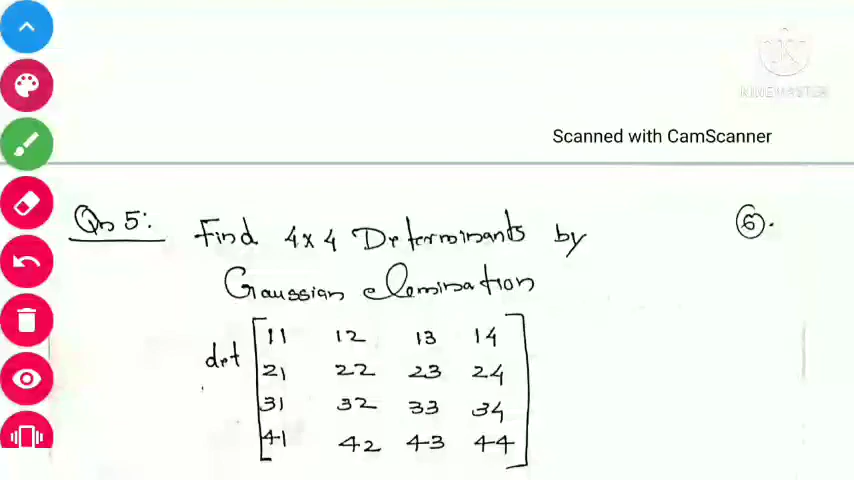 KINEMASTER
Scanned with CamScanner
Qn 5: Find 4x4 Determinants by 6.
Gaussian elemination
det [ 11 12 13 14
21 22 23 24
31 32 33 34
41 42 43 44 ]